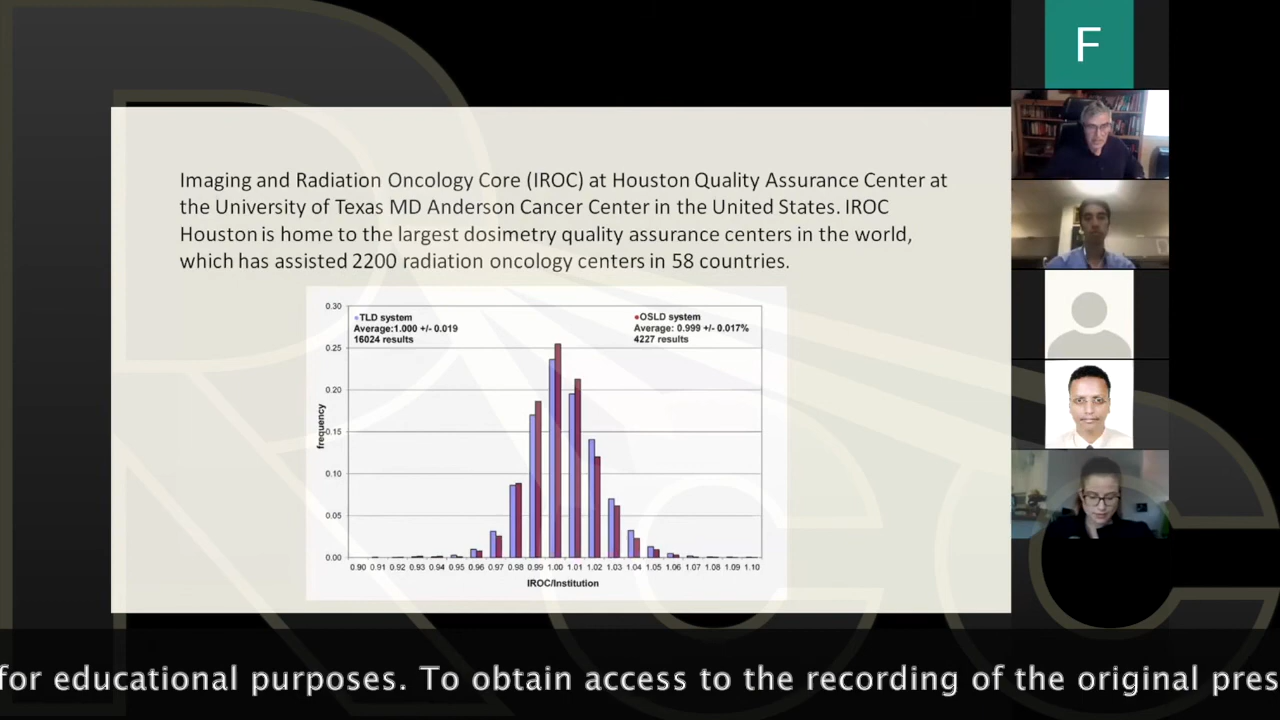 F
Imaging and Radiation Oncology Core (IROC) at Houston Quality Assurance Center at
the University of Texas MD Anderson Cancer Center in the United States. IROC
Houston is home to the largest dosimetry quality assurance centers in the world,
which has assisted 2200 radiation oncology centers in 58 countries.
TLD system
Average:1.000 +/- 0.019
16024 results
OSLD system
Average: 0.999 +/- 0.017%
4227 results
0.30
0.25
0.20
0.15
0.10
0.05
0.00
frequency
0.90 0.91 0.92 0.93 0.94 0.95 0.96 0.97 0.98 0.99 1.00 1.01 1.02 1.03 1.04 1.05 1.06 1.07 1.08 1.09 1.10
IROC/Institution
for educational purposes. To obtain access to the recording of the original pres